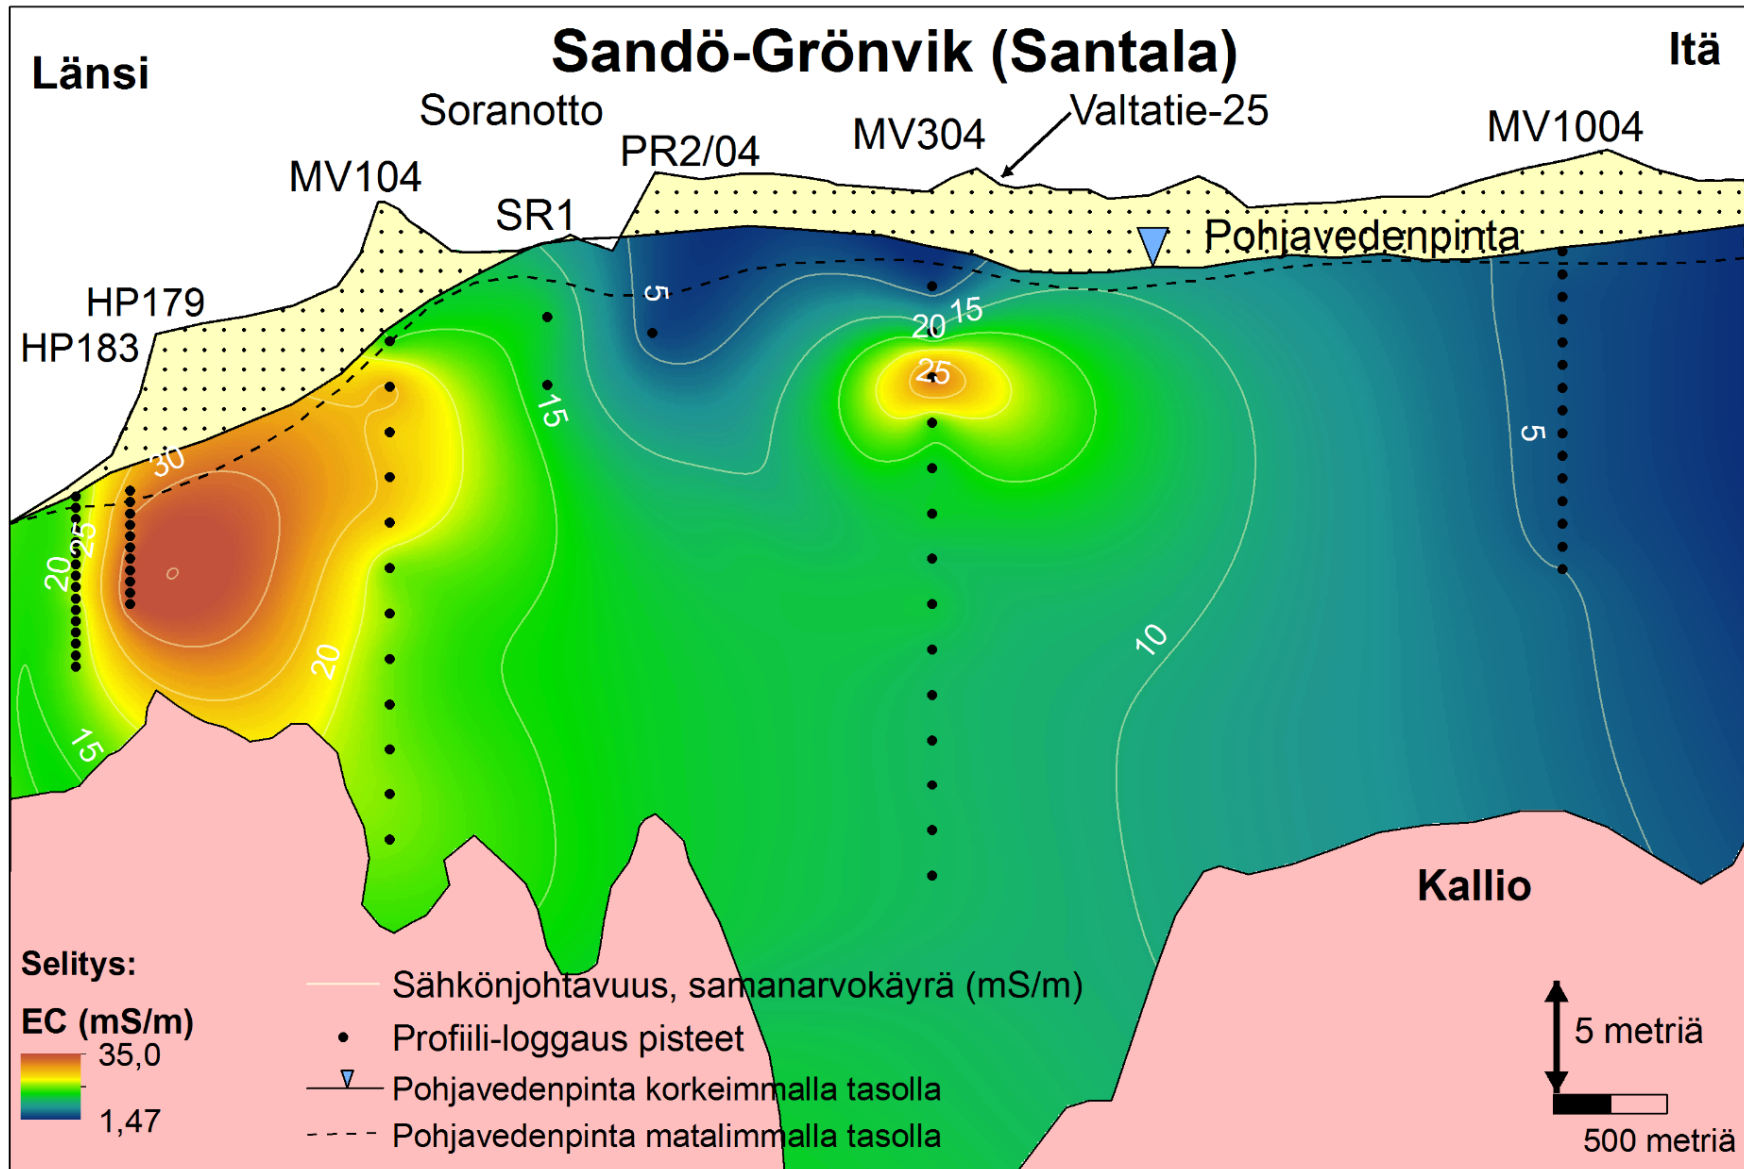 Sandö-Grönvik (Santala)
Länsi
Itä
Soranotto
Valtatie-25
MV304
MV1004
PR2/04
MV104
SR1
Pohjavedenpinta
HP179
HP183
5
15
20
25
15
5
30
25
20
20
10
15
Kallio
Selitys:
EC (mS/m)
35,0
1,47
Sähkönjohtavuus, samanarvokäyrä (mS/m)
Profiili-loggaus pisteet
Pohjavedenpinta korkeimmalla tasolla
Pohjavedenpinta matalimmalla tasolla
5 metriä
500 metriä